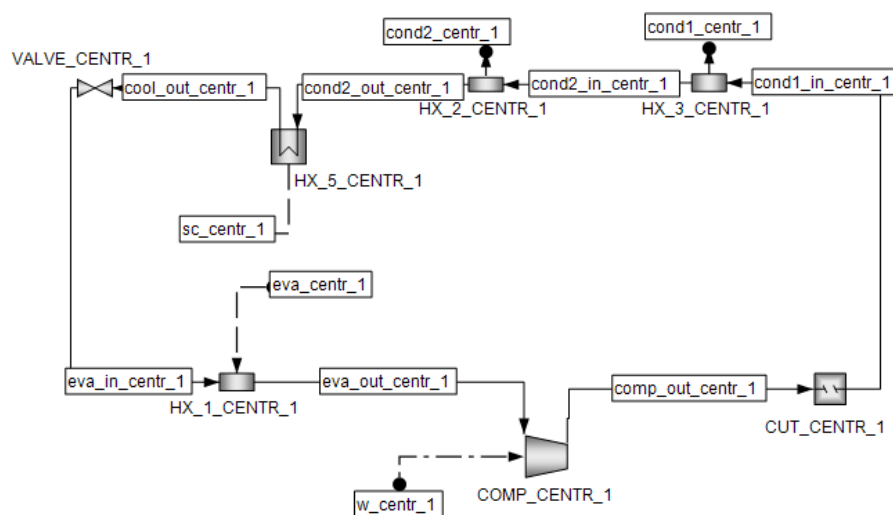 cond2_centr_1
cond1_centr_1
VALVE_CENTR_1
cool_out_centr_1
cond2_out_centr_1
cond2_in_centr_1
cond1_in_centr_1
HX_2_CENTR_1
HX_3_CENTR_1
HX_5_CENTR_1
sc_centr_1
eva_centr_1
eva_in_centr_1
eva_out_centr_1
comp_out_centr_1
HX_1_CENTR_1
CUT_CENTR_1
w_centr_1
COMP_CENTR_1